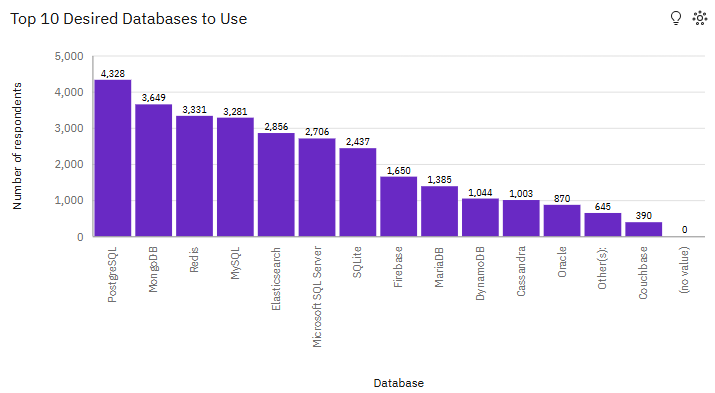 Top 10 Desired Databases to Use
Number of respondents
5,000
4,000
3,000
2,000
1,000
0
4,328
3,649
3,331
3,281
2,856
2,706
2,437
1,650
1,385
1,044
1,003
870
645
390
0
PostgreSQL
MongoDB
Redis
MySQL
Elasticsearch
Microsoft SQL Server
SQLite
Firebase
MariaDB
DynamoDB
Cassandra
Oracle
Other(s):
Couchbase
(no value)
Database